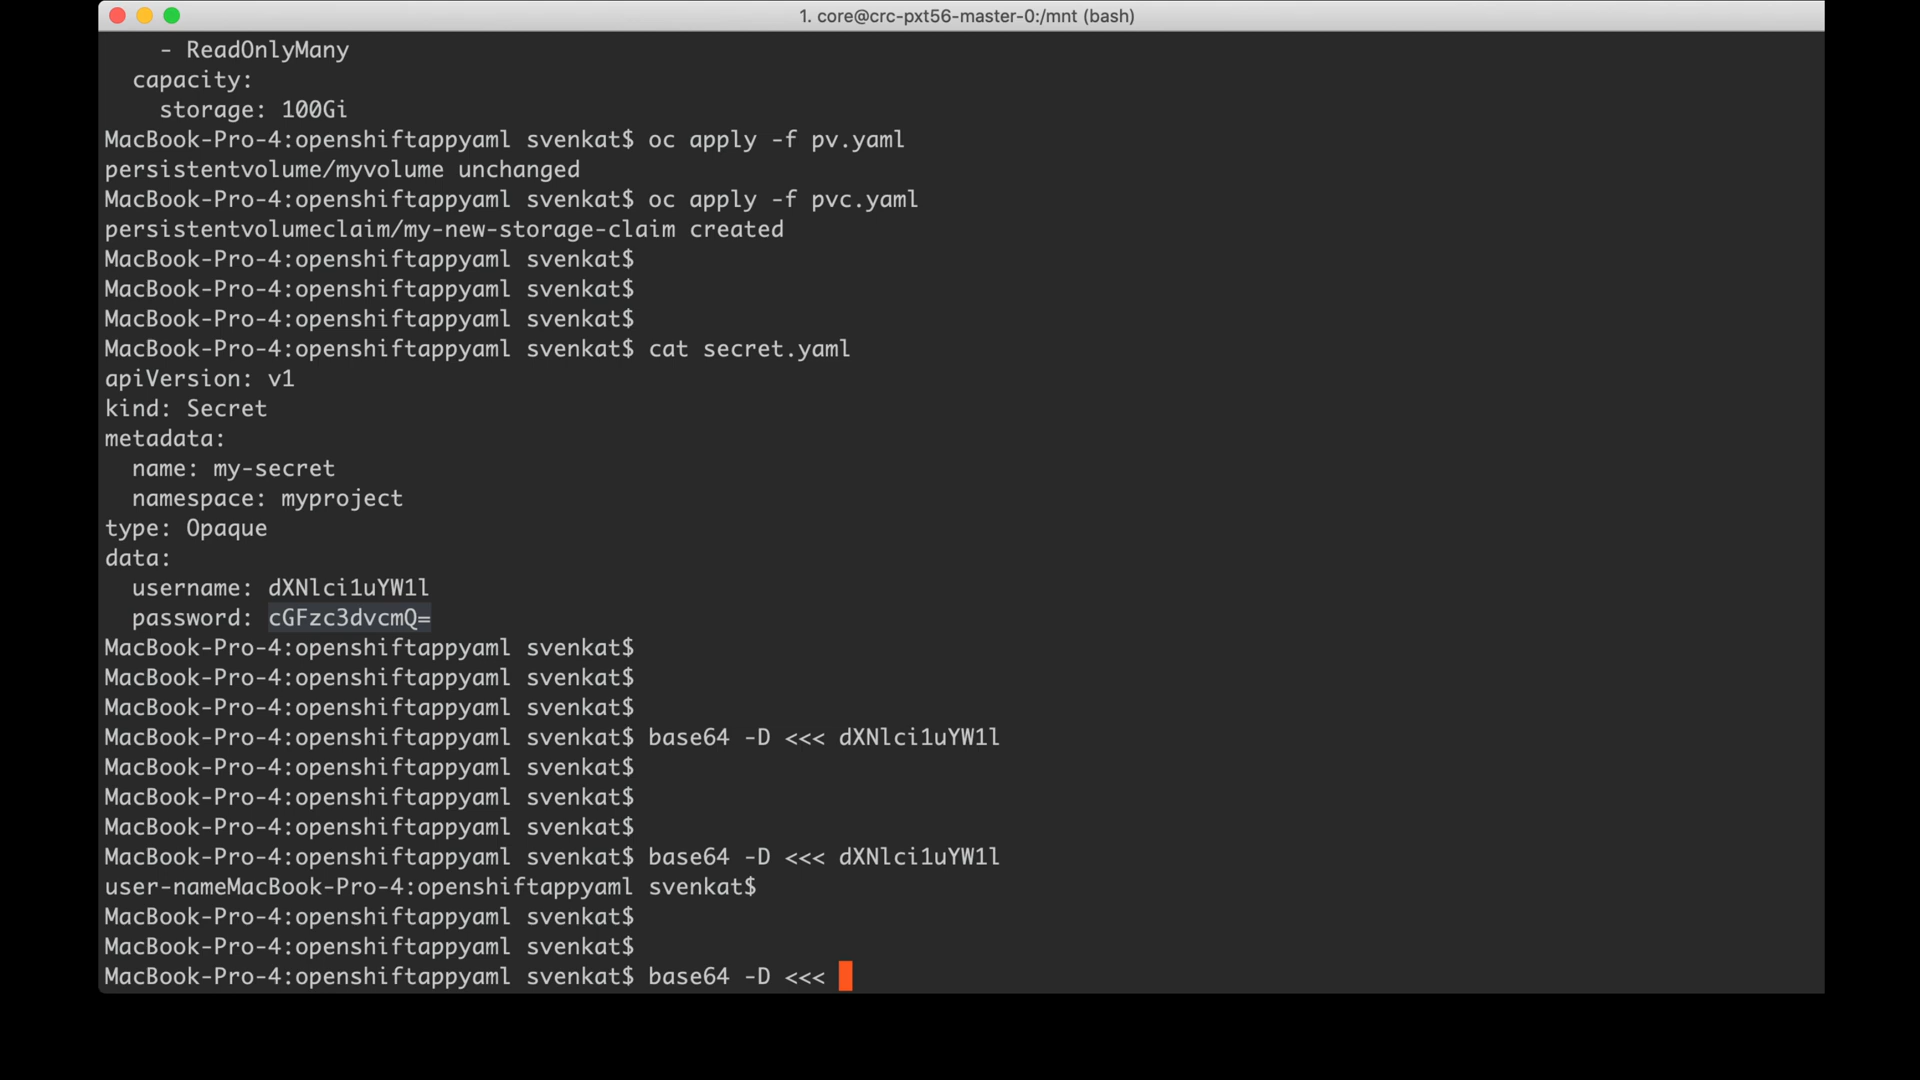 1. core@crc-pxt56-master-0:/mnt (bash)
    - ReadOnlyMany
  capacity:
    storage: 100Gi
MacBook-Pro-4:openshiftappyaml svenkat$ oc apply -f pv.yaml
persistentvolume/myvolume unchanged
MacBook-Pro-4:openshiftappyaml svenkat$ oc apply -f pvc.yaml
persistentvolumeclaim/my-new-storage-claim created
MacBook-Pro-4:openshiftappyaml svenkat$
MacBook-Pro-4:openshiftappyaml svenkat$
MacBook-Pro-4:openshiftappyaml svenkat$
MacBook-Pro-4:openshiftappyaml svenkat$ cat secret.yaml
apiVersion: v1
kind: Secret
metadata:
  name: my-secret
  namespace: myproject
type: Opaque
data:
  username: dXNlci1uYW1l
  password: cGFzc3dvcmQ=
MacBook-Pro-4:openshiftappyaml svenkat$
MacBook-Pro-4:openshiftappyaml svenkat$
MacBook-Pro-4:openshiftappyaml svenkat$
MacBook-Pro-4:openshiftappyaml svenkat$ base64 -D <<< dXNlci1uYW1l
MacBook-Pro-4:openshiftappyaml svenkat$
MacBook-Pro-4:openshiftappyaml svenkat$
MacBook-Pro-4:openshiftappyaml svenkat$
MacBook-Pro-4:openshiftappyaml svenkat$ base64 -D <<< dXNlci1uYW1l
user-nameMacBook-Pro-4:openshiftappyaml svenkat$
MacBook-Pro-4:openshiftappyaml svenkat$
MacBook-Pro-4:openshiftappyaml svenkat$
MacBook-Pro-4:openshiftappyaml svenkat$ base64 -D <<<